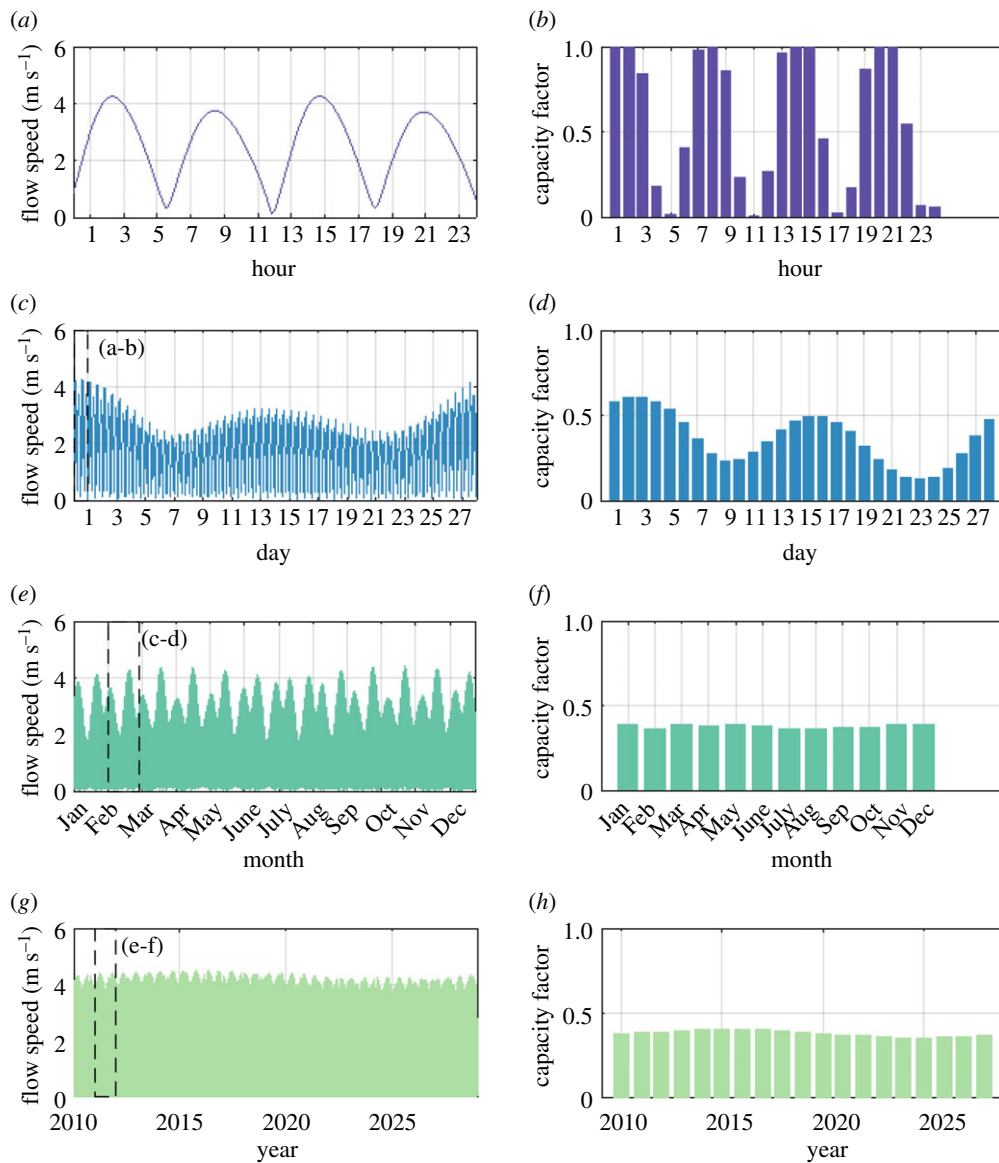 (a)
flow speed (m s⁻¹)
6
4
2
0
1 3 5 7 9 11 13 15 17 19 21 23
hour
(b)
capacity factor
1.0
0.5
0
1 3 5 7 9 11 13 15 17 19 21 23
hour
(c)
flow speed (m s⁻¹)
6
4
2
0
(a-b)
1 3 5 7 9 11 13 15 17 19 21 23 25 27
day
(d)
capacity factor
1.0
0.5
0
1 3 5 7 9 11 13 15 17 19 21 23 25 27
day
(e)
flow speed (m s⁻¹)
6
4
2
0
(c-d)
Jan Feb Mar Apr May June July Aug Sep Oct Nov Dec
month
(f)
capacity factor
1.0
0.5
0
Jan Feb Mar Apr May June July Aug Sep Oct Nov Dec
month
(g)
flow speed (m s⁻¹)
6
4
2
0
(e-f)
2010 2015 2020 2025
year
(h)
capacity factor
1.0
0.5
0
2010 2015 2020 2025
year